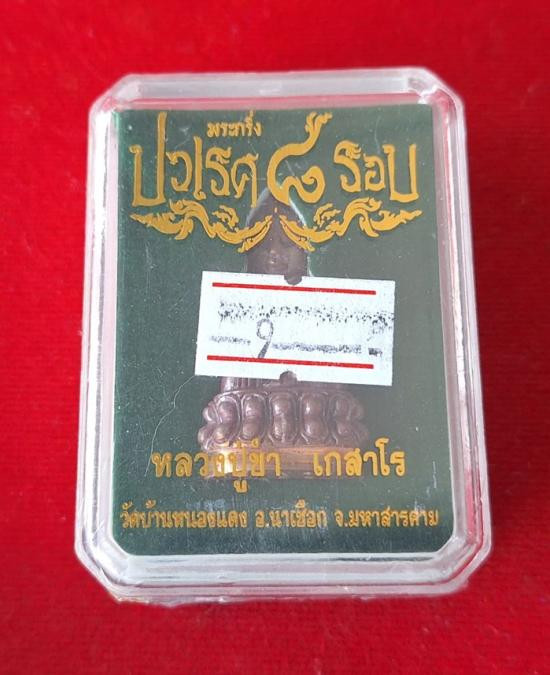 พระกริ่ง
ปวเรศ ๘ รอบ
หลวงปู่ขำ เกสาโร
วัดบ้านหนองแดง อ.นาเชือก จ.มหาสารคาม